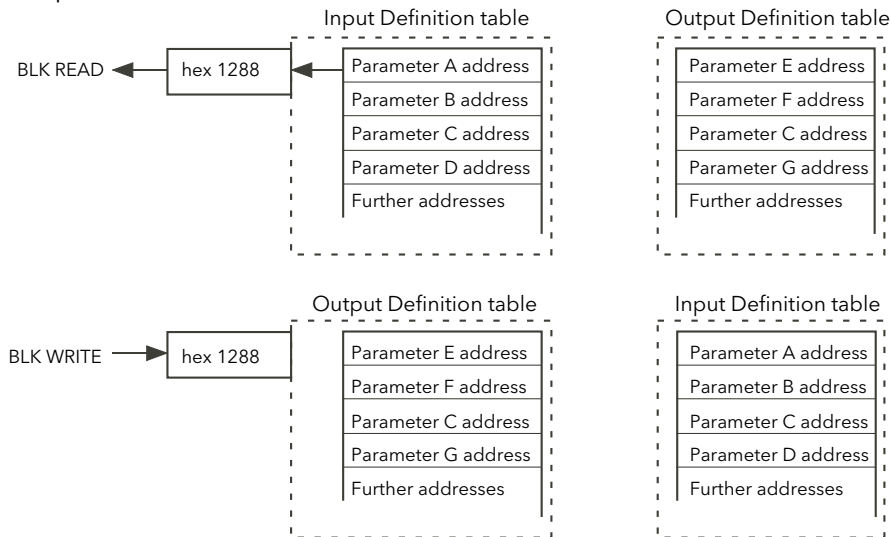 Input Definition table
Output Definition table
BLK READ
hex 1288
Parameter A address
Parameter B address
Parameter C address
Parameter D address
Further addresses
Parameter E address
Parameter F address
Parameter C address
Parameter G address
Further addresses
Output Definition table
Input Definition table
BLK WRITE
hex 1288
Parameter E address
Parameter F address
Parameter C address
Parameter G address
Further addresses
Parameter A address
Parameter B address
Parameter C address
Parameter D address
Further addresses